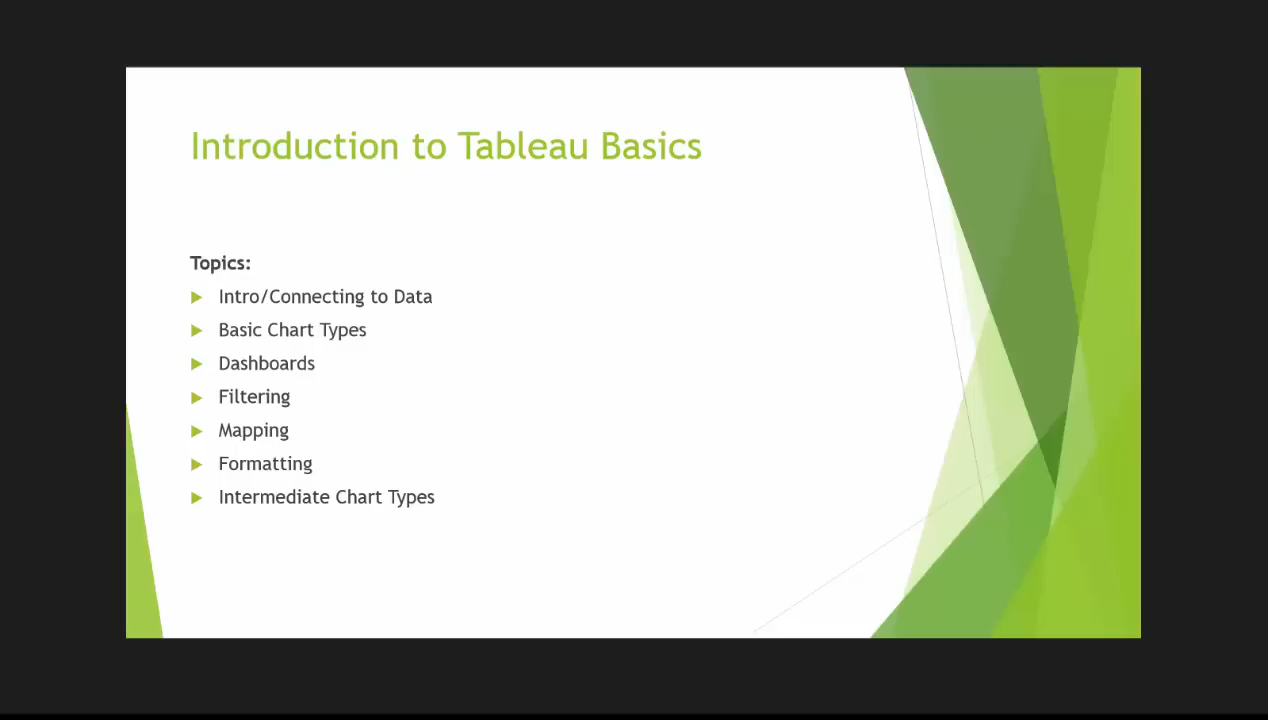 Introduction to Tableau Basics
Topics:
Intro/Connecting to Data
Basic Chart Types
Dashboards
Filtering
Mapping
Formatting
Intermediate Chart Types